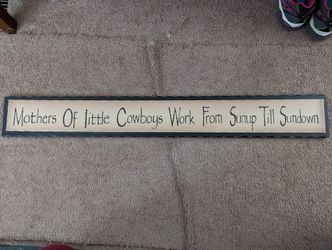 Mothers Of little Cowboys Work From Sunup Till Sundown